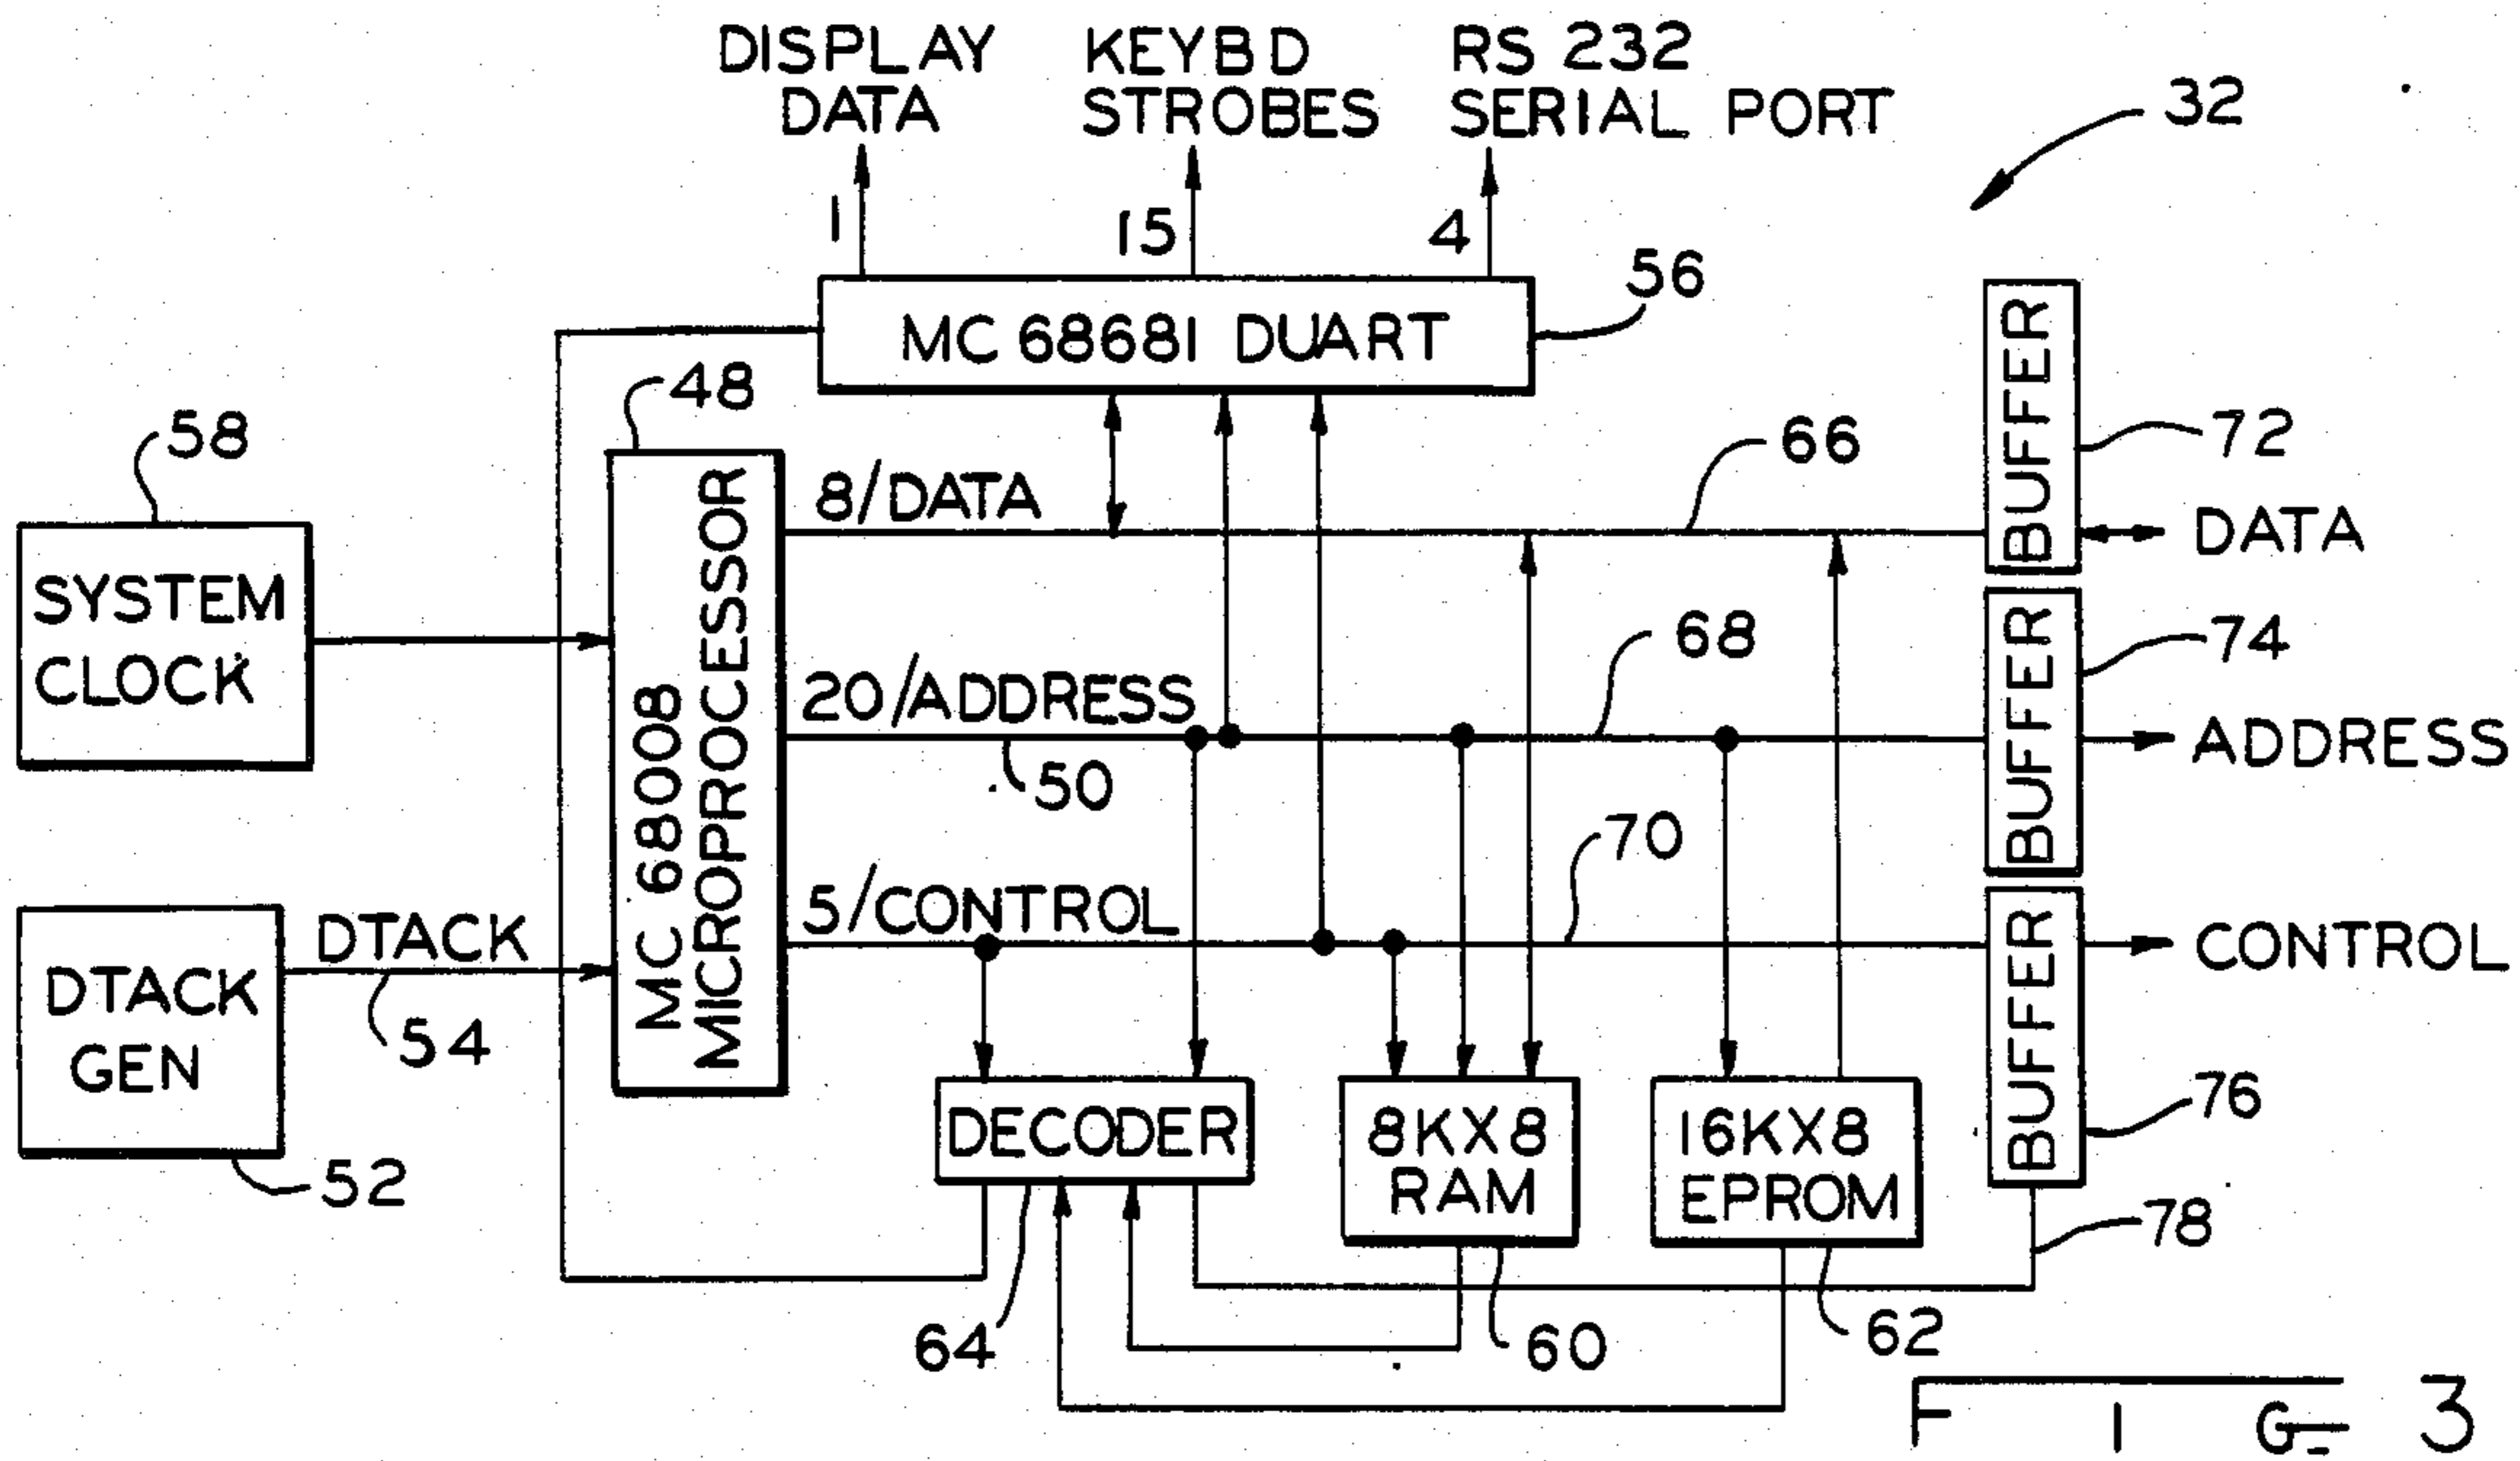 DISPLAY DATA
KEYBD STROBES
RS 232 SERIAL PORT
32
1
15
4
56
MC 68681 DUART
48
58
SYSTEM CLOCK
MC 68008 MICROPROCESSOR
8/DATA
66
BUFFER
72
DATA
20/ADDRESS
68
50
BUFFER
74
ADDRESS
5/CONTROL
70
BUFFER
CONTROL
76
DTACK GEN
DTACK
54
52
DECODER
8KX8 RAM
16KX8 EPROM
78
64
60
62
FIG 3